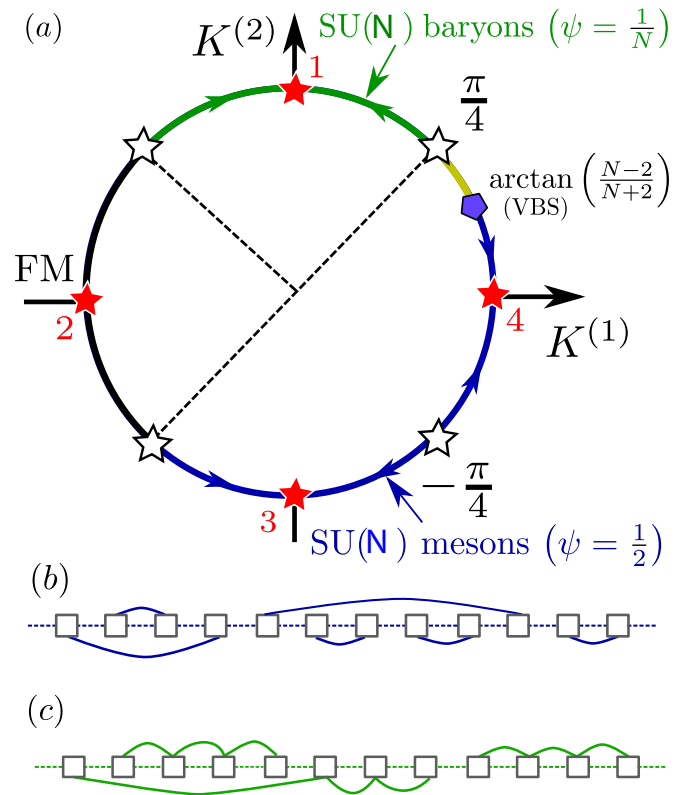 (a)
K^{(2)}
SU(N) baryons (ψ = 1/N)
1
π/4
arctan ((N−2)/(N+2))
(VBS)
FM
2
4
K^{(1)}
3
−π/4
SU(N) mesons (ψ = 1/2)
(b)
(c)